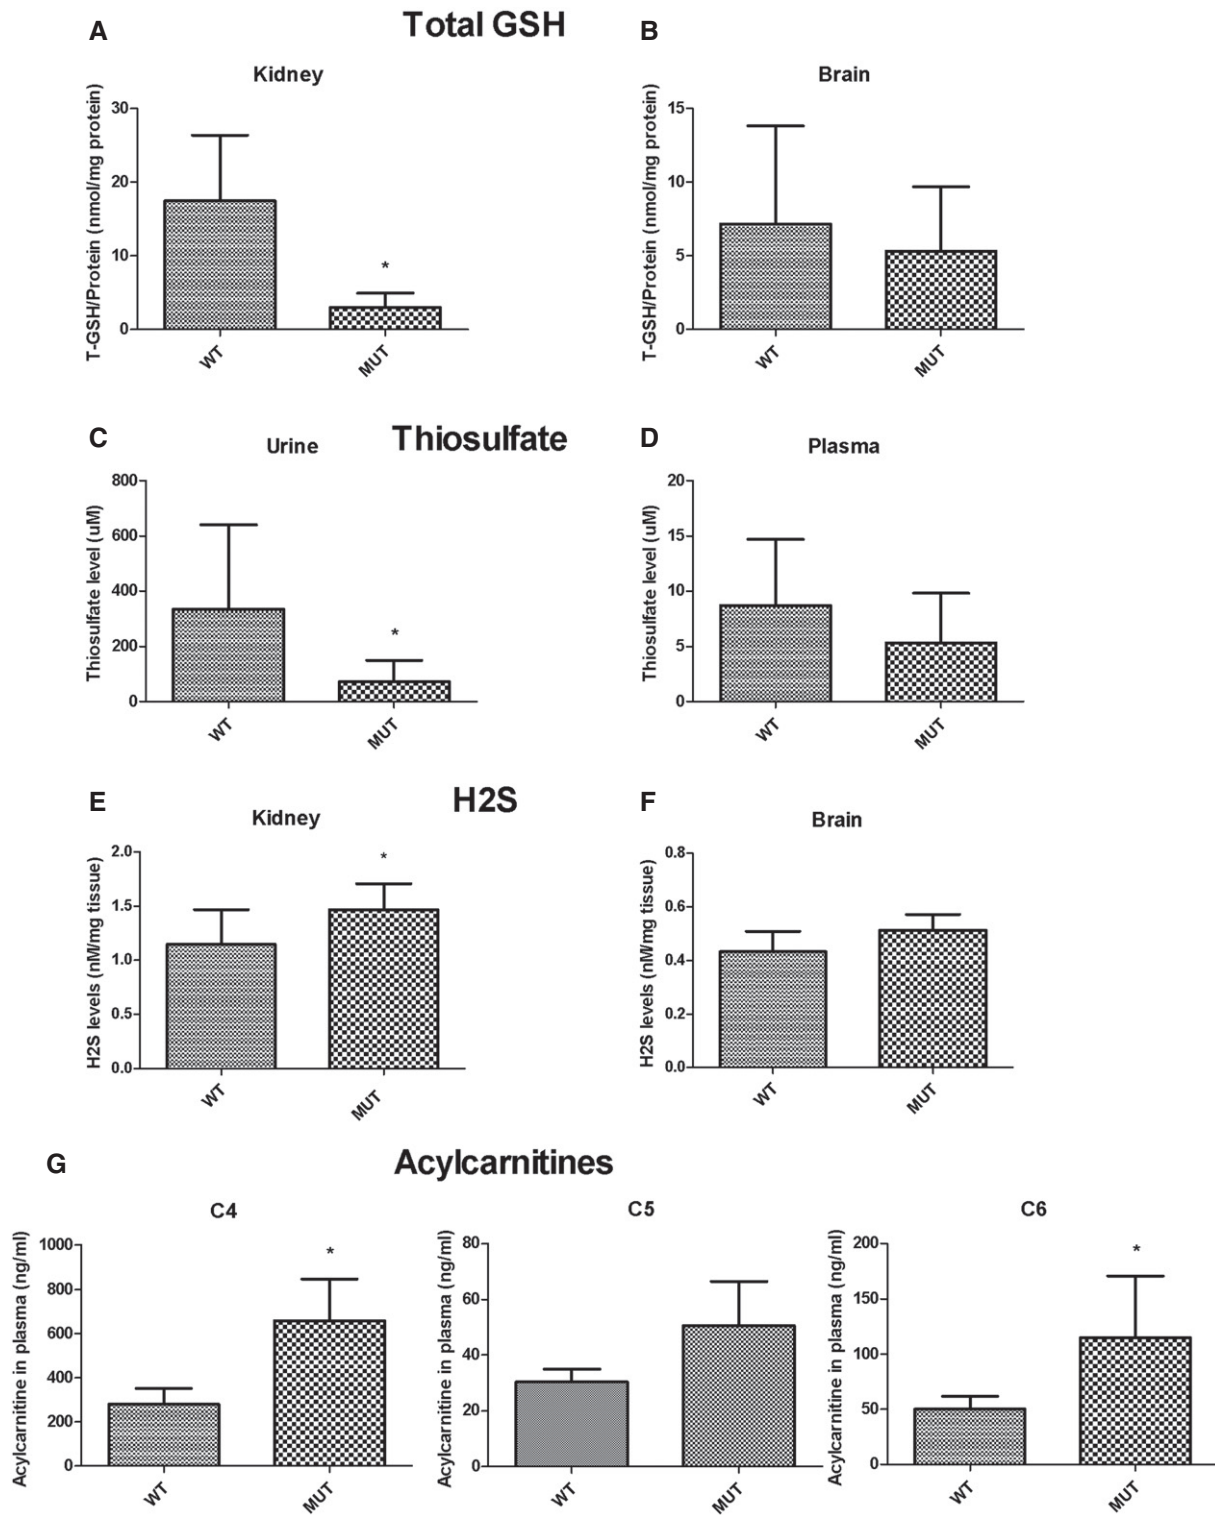 A
Total GSH
B
Kidney
Brain
T-GSH/Protein (nmol/mg protein)
30
20
10
0
*
WT
MUT
T-GSH/Protein (nmol/mg protein)
15
10
5
0
WT
MUT
C
Urine
Thiosulfate
D
Plasma
Thiosulfate level (uM)
800
600
400
200
0
*
WT
MUT
Thiosulfate level (uM)
20
15
10
5
0
WT
MUT
E
Kidney
H2S
F
Brain
H2S levels (nM/mg tissue)
2.0
1.5
1.0
0.5
0.0
*
WT
MUT
H2S levels (nM/mg tissue)
0.8
0.6
0.4
0.2
0.0
WT
MUT
G
Acylcarnitines
C4
Acylcarnitine in plasma (ng/ml)
1000
800
600
400
200
0
*
WT
MUT
C5
Acylcarnitine in plasma (ng/ml)
80
60
40
20
0
WT
MUT
C6
Acylcarnitine in plasma (ng/ml)
200
150
100
50
0
*
WT
MUT